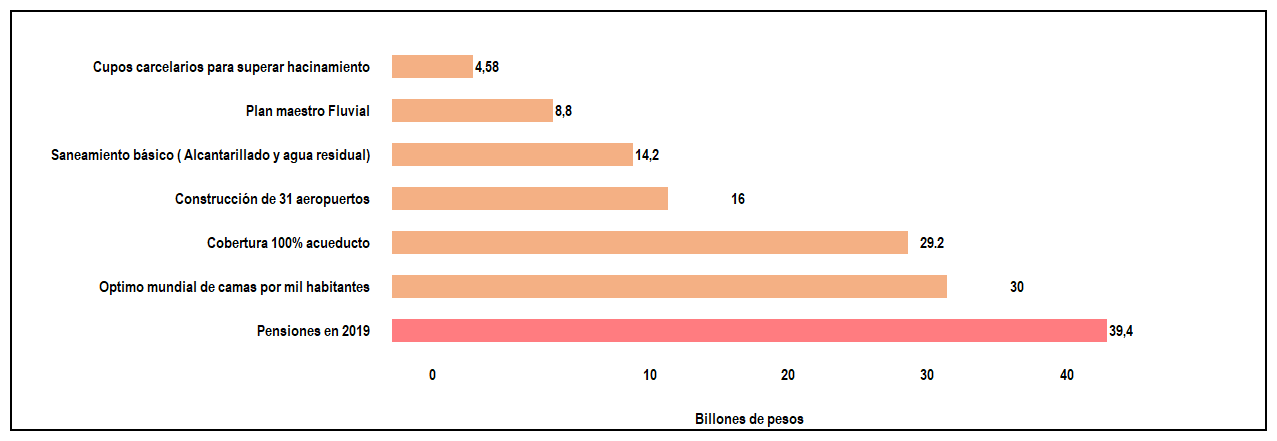 Cupos carcelarios para superar hacinamiento 4,58
Plan maestro Fluvial 8,8
Saneamiento básico ( Alcantarillado y agua residual) 14,2
Construcción de 31 aeropuertos 16
Cobertura 100% acueducto 29.2
Optimo mundial de camas por mil habitantes 30
Pensiones en 2019 39,4
0 10 20 30 40
Billones de pesos